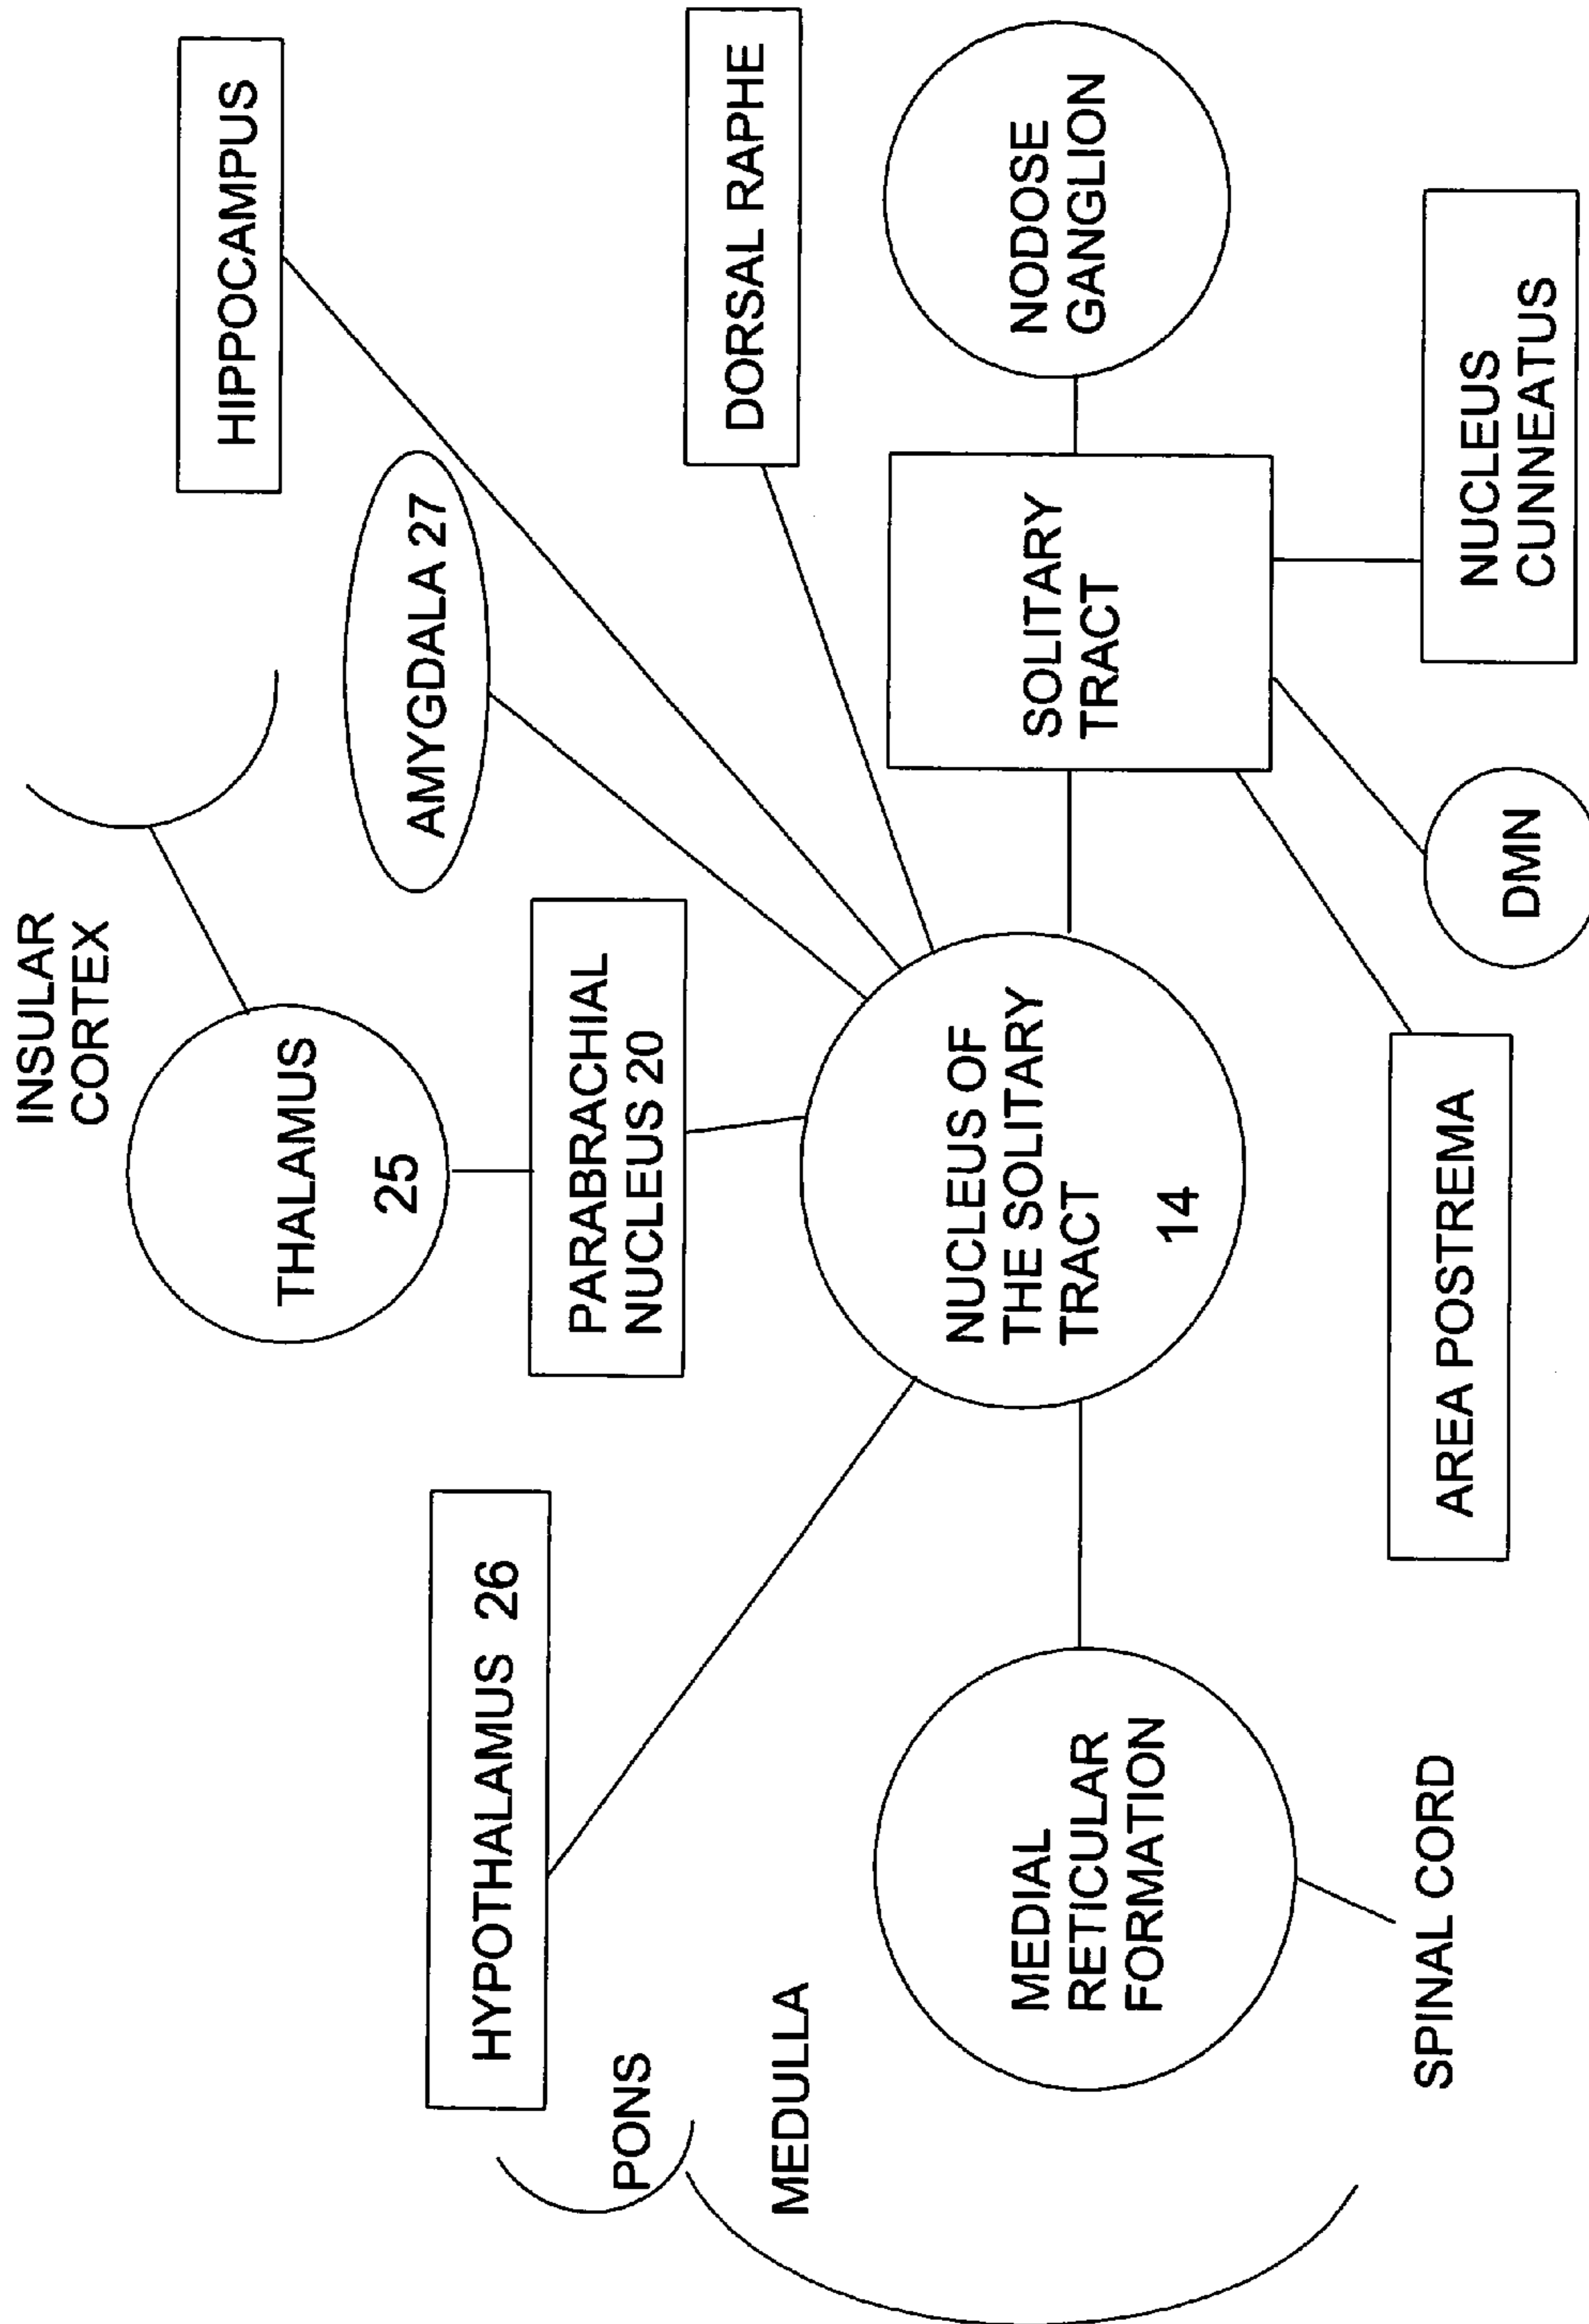 INSULAR
CORTEX
HIPPOCAMPUS
THALAMUS
25
AMYGDALA 27
HYPOTHALAMUS 26
PARABRACHIAL
NUCLEUS 20
PONS
DORSAL RAPHE
MEDULLA
NUCLEUS OF
THE SOLITARY
TRACT
14
MEDIAL
RETICULAR
FORMATION
SOLITARY
TRACT
NODOSE
GANGLION
SPINAL CORD
AREA POSTREMA
DMN
NUCLEUS
CUNNEATUS